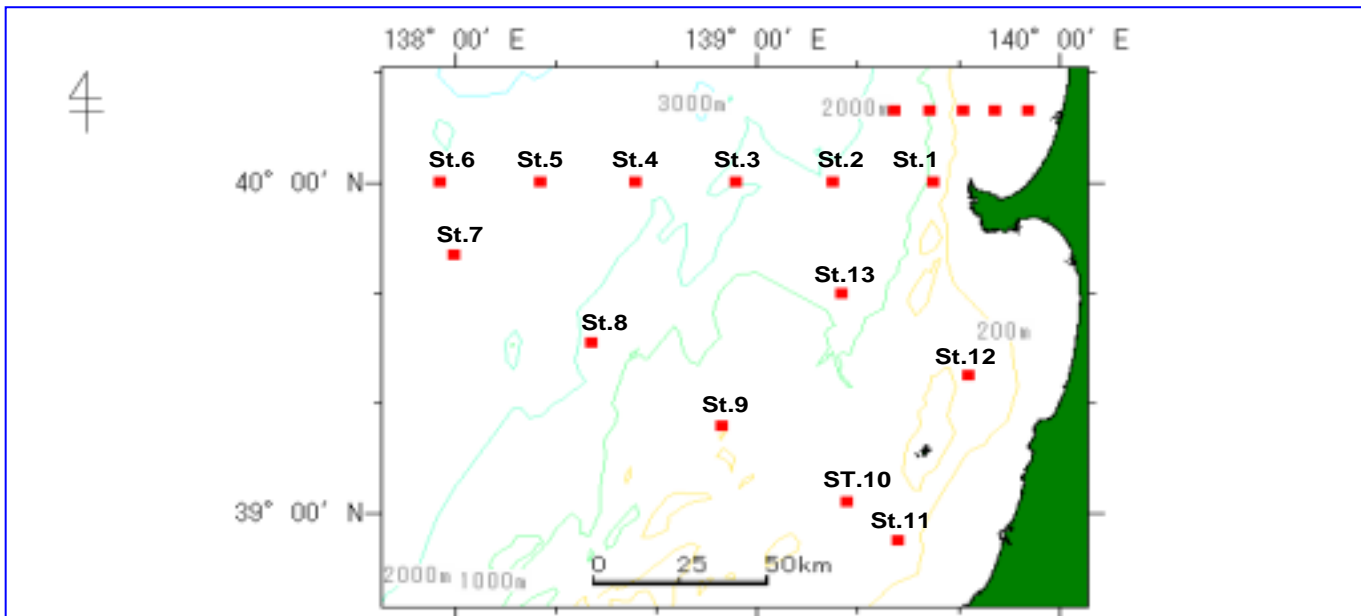 138° 00′ E 139° 00′ E 140° 00′ E
3000m 2000m
St.6 St.5 St.4 St.3 St.2 St.1
40° 00′ N
St.7
St.13
St.8
200m
St.12
St.9
ST.10
39° 00′ N
St.11
0 25 50km
2000m 1000m